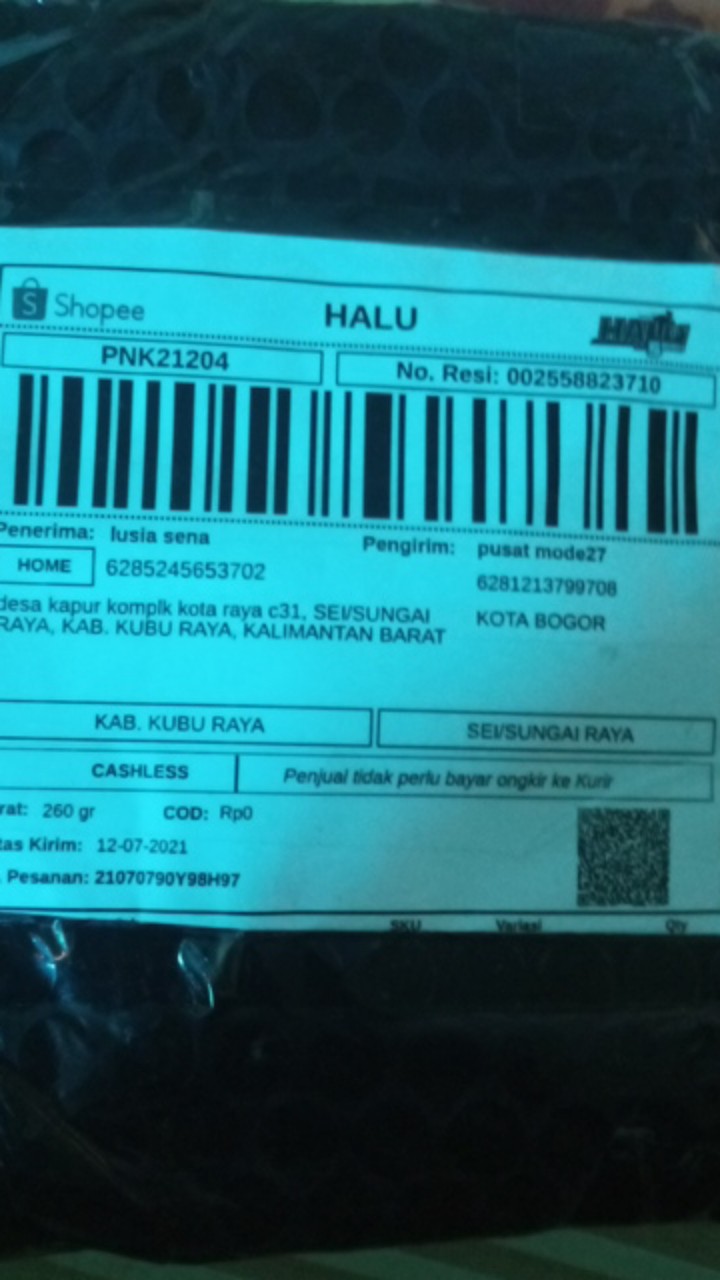 Shopee HALU HALU
PNK21204 No. Resi: 002558823710
Penerima: lusia sena Pengirim: pusat mode27
HOME 6285245653702 6281213799708
desa kapur komplk kota raya c31, SEI/SUNGAI KOTA BOGOR
RAYA, KAB. KUBU RAYA, KALIMANTAN BARAT
KAB. KUBU RAYA SEI/SUNGAI RAYA
CASHLESS Penjual tidak perlu bayar ongkir ke Kurir
rat: 260 gr COD: Rp0
tas Kirim: 12-07-2021
. Pesanan: 21070790Y98H97
SKU Variasi Qty